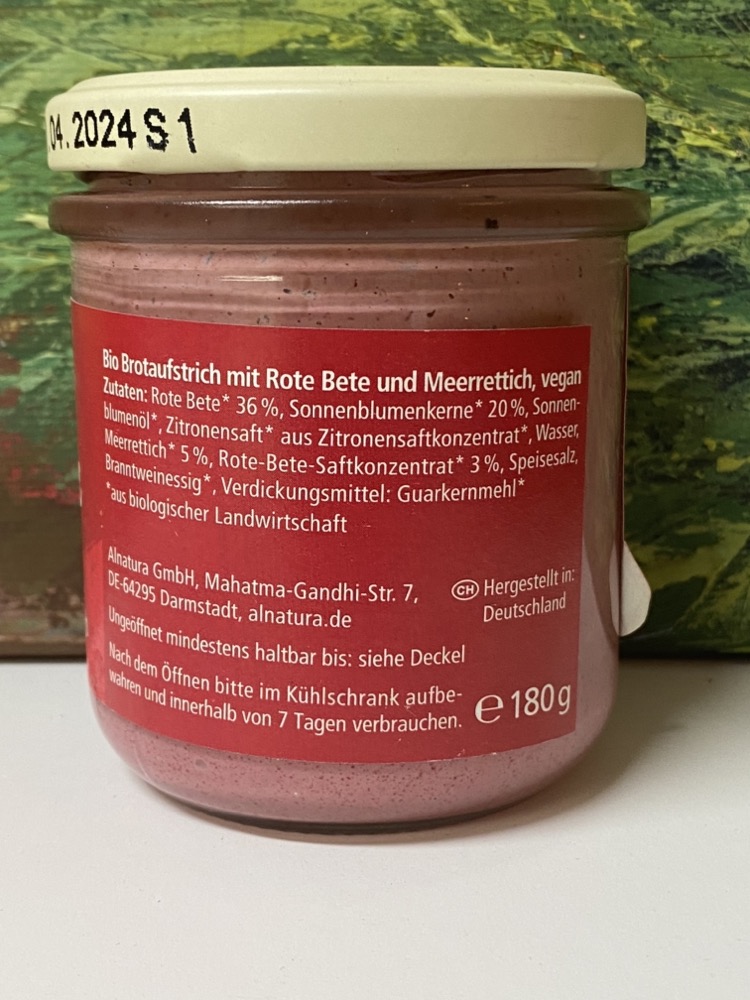 04.2024 S 1
Bio Brotaufstrich mit Rote Bete und Meerrettich, vegan
Zutaten: Rote Bete* 36 %, Sonnenblumenkerne* 20 %, Sonnen-
blumenöl*, Zitronensaft* aus Zitronensaftkonzentrat*, Wasser,
Meerrettich* 5 %, Rote-Bete-Saftkonzentrat* 3 %, Speisesalz,
Branntweinessig*, Verdickungsmittel: Guarkernmehl*
*aus biologischer Landwirtschaft
Alnatura GmbH, Mahatma-Gandhi-Str. 7,
DE-64295 Darmstadt, alnatura.de
CH Hergestellt in:
Deutschland
Ungeöffnet mindestens haltbar bis: siehe Deckel
Nach dem Öffnen bitte im Kühlschrank aufbe-
wahren und innerhalb von 7 Tagen verbrauchen.
e 180 g